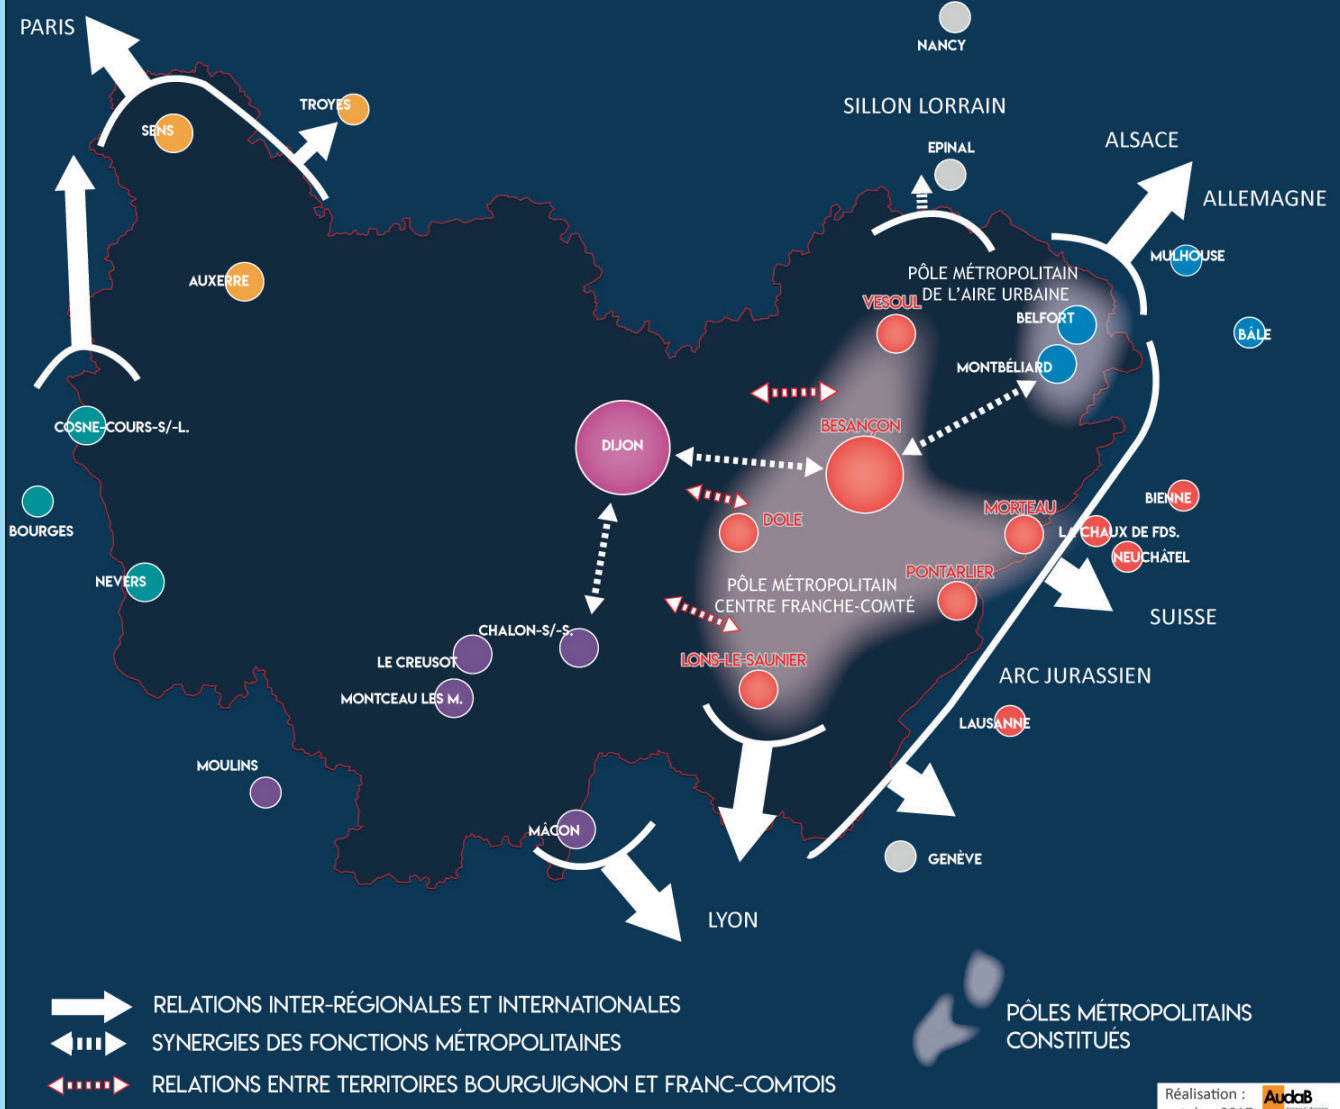 PARIS
NANCY
TROYES
SILLON LORRAIN
SENS
ALSACE
EPINAL
ALLEMAGNE
MULHOUSE
PÔLE MÉTROPOLITAIN
DE L'AIRE URBAINE
AUXERRE
VESOUL
BELFORT
BÂLE
MONTBÉLIARD
COSNE-COURS-S/-L.
BESANÇON
DIJON
BIENNE
MORTEAU
DOLE
BOURGES
LA CHAUX DE FDS.
NEUCHÂTEL
PONTARLIER
NEVERS
PÔLE MÉTROPOLITAIN
CENTRE FRANCHE-COMTÉ
SUISSE
CHALON-S/-S.
LE CREUSOT
LONS-LE-SAUNIER
ARC JURASSIEN
MONTCEAU LES M.
LAUSANNE
MOULINS
MÂCON
GENÈVE
LYON
RELATIONS INTER-RÉGIONALES ET INTERNATIONALES
SYNERGIES DES FONCTIONS MÉTROPOLITAINES
RELATIONS ENTRE TERRITOIRES BOURGUIGNON ET FRANC-COMTOIS
PÔLES MÉTROPOLITAINS
CONSTITUÉS
Réalisation :
AudaB